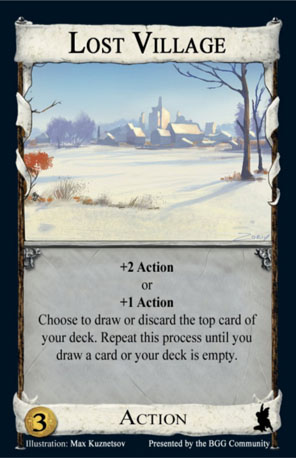 LOST VILLAGE
+2 Action
or
+1 Action
Choose to draw or discard the top card of
your deck. Repeat this process until you
draw a card or your deck is empty.
3
ACTION
Illustration: Max Kuznetsov
Presented by the BGG Community